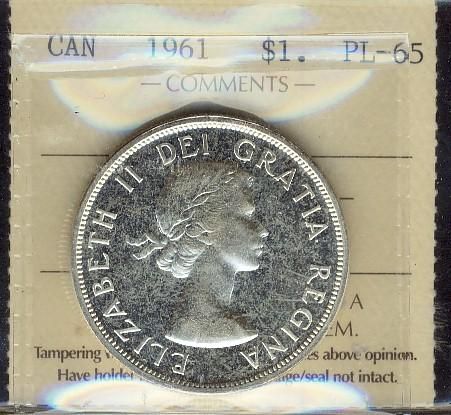 CAN 1961 $1. PL-65
— COMMENTS —
ELIZABETH II DEI GRATIA REGINA
A
EM.
Tampering es above opinion.
Have holder nge/seal not intact.